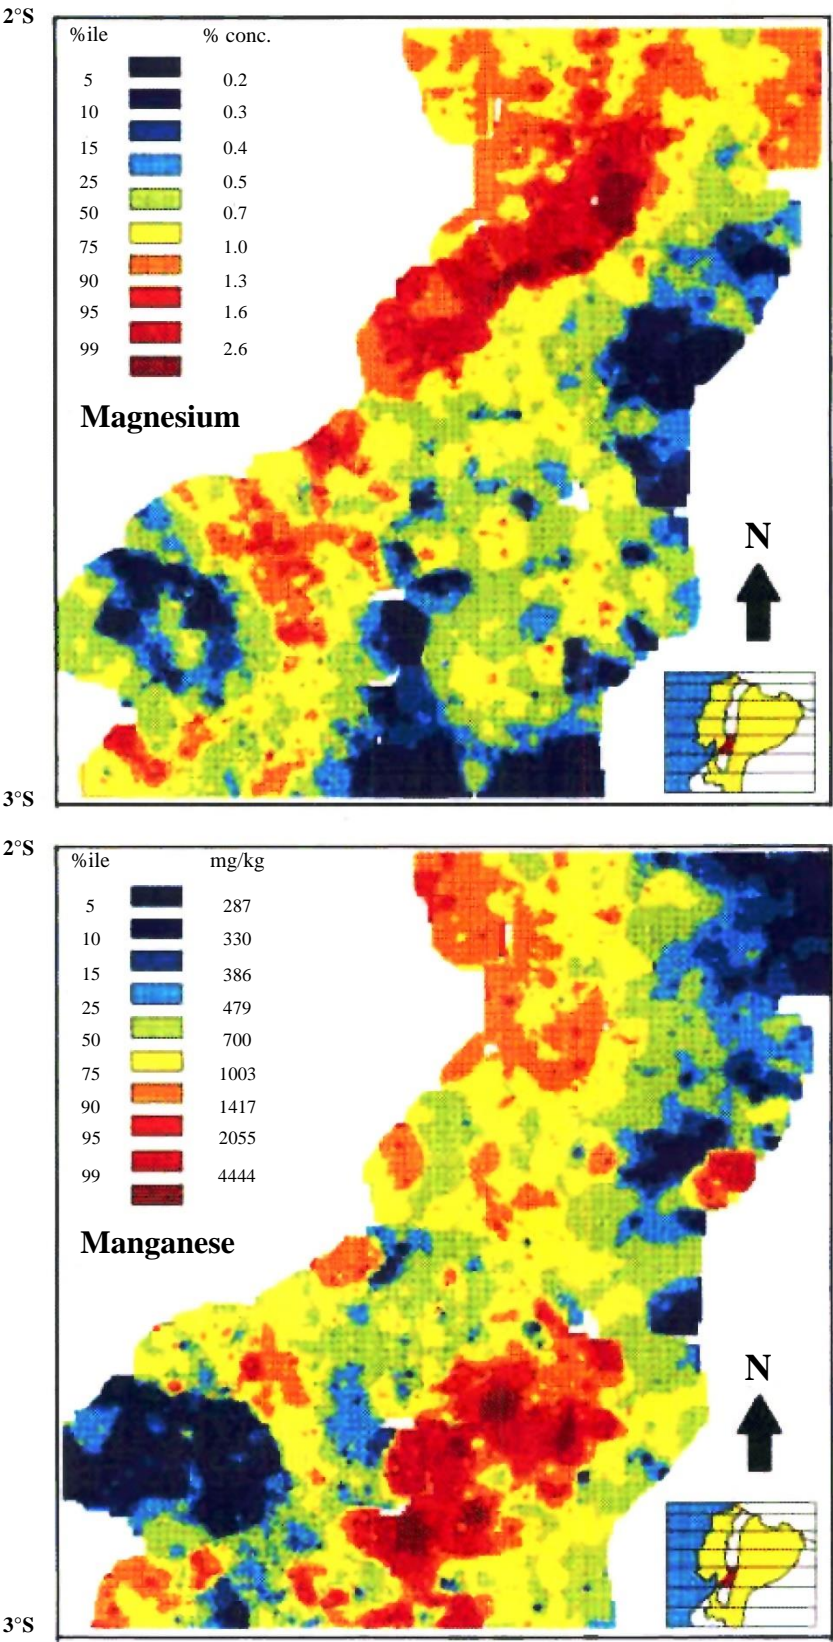 2°S
%ile % conc.
5 0.2
10 0.3
15 0.4
25 0.5
50 0.7
75 1.0
90 1.3
95 1.6
99 2.6
Magnesium
N
3°S
2°S
%ile mg/kg
5 287
10 330
15 386
25 479
50 700
75 1003
90 1417
95 2055
99 4444
Manganese
N
3°S